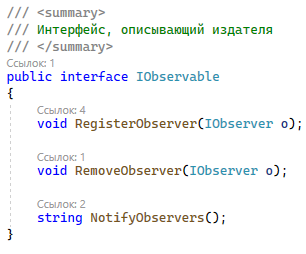 /// <summary>
/// Интерфейс, описывающий издателя
/// </summary>
Ссылок: 1
public interface IObservable
{
Ссылок: 4
void RegisterObserver(IObserver o);
Ссылок: 1
void RemoveObserver(IObserver o);
Ссылок: 2
string NotifyObservers();
}